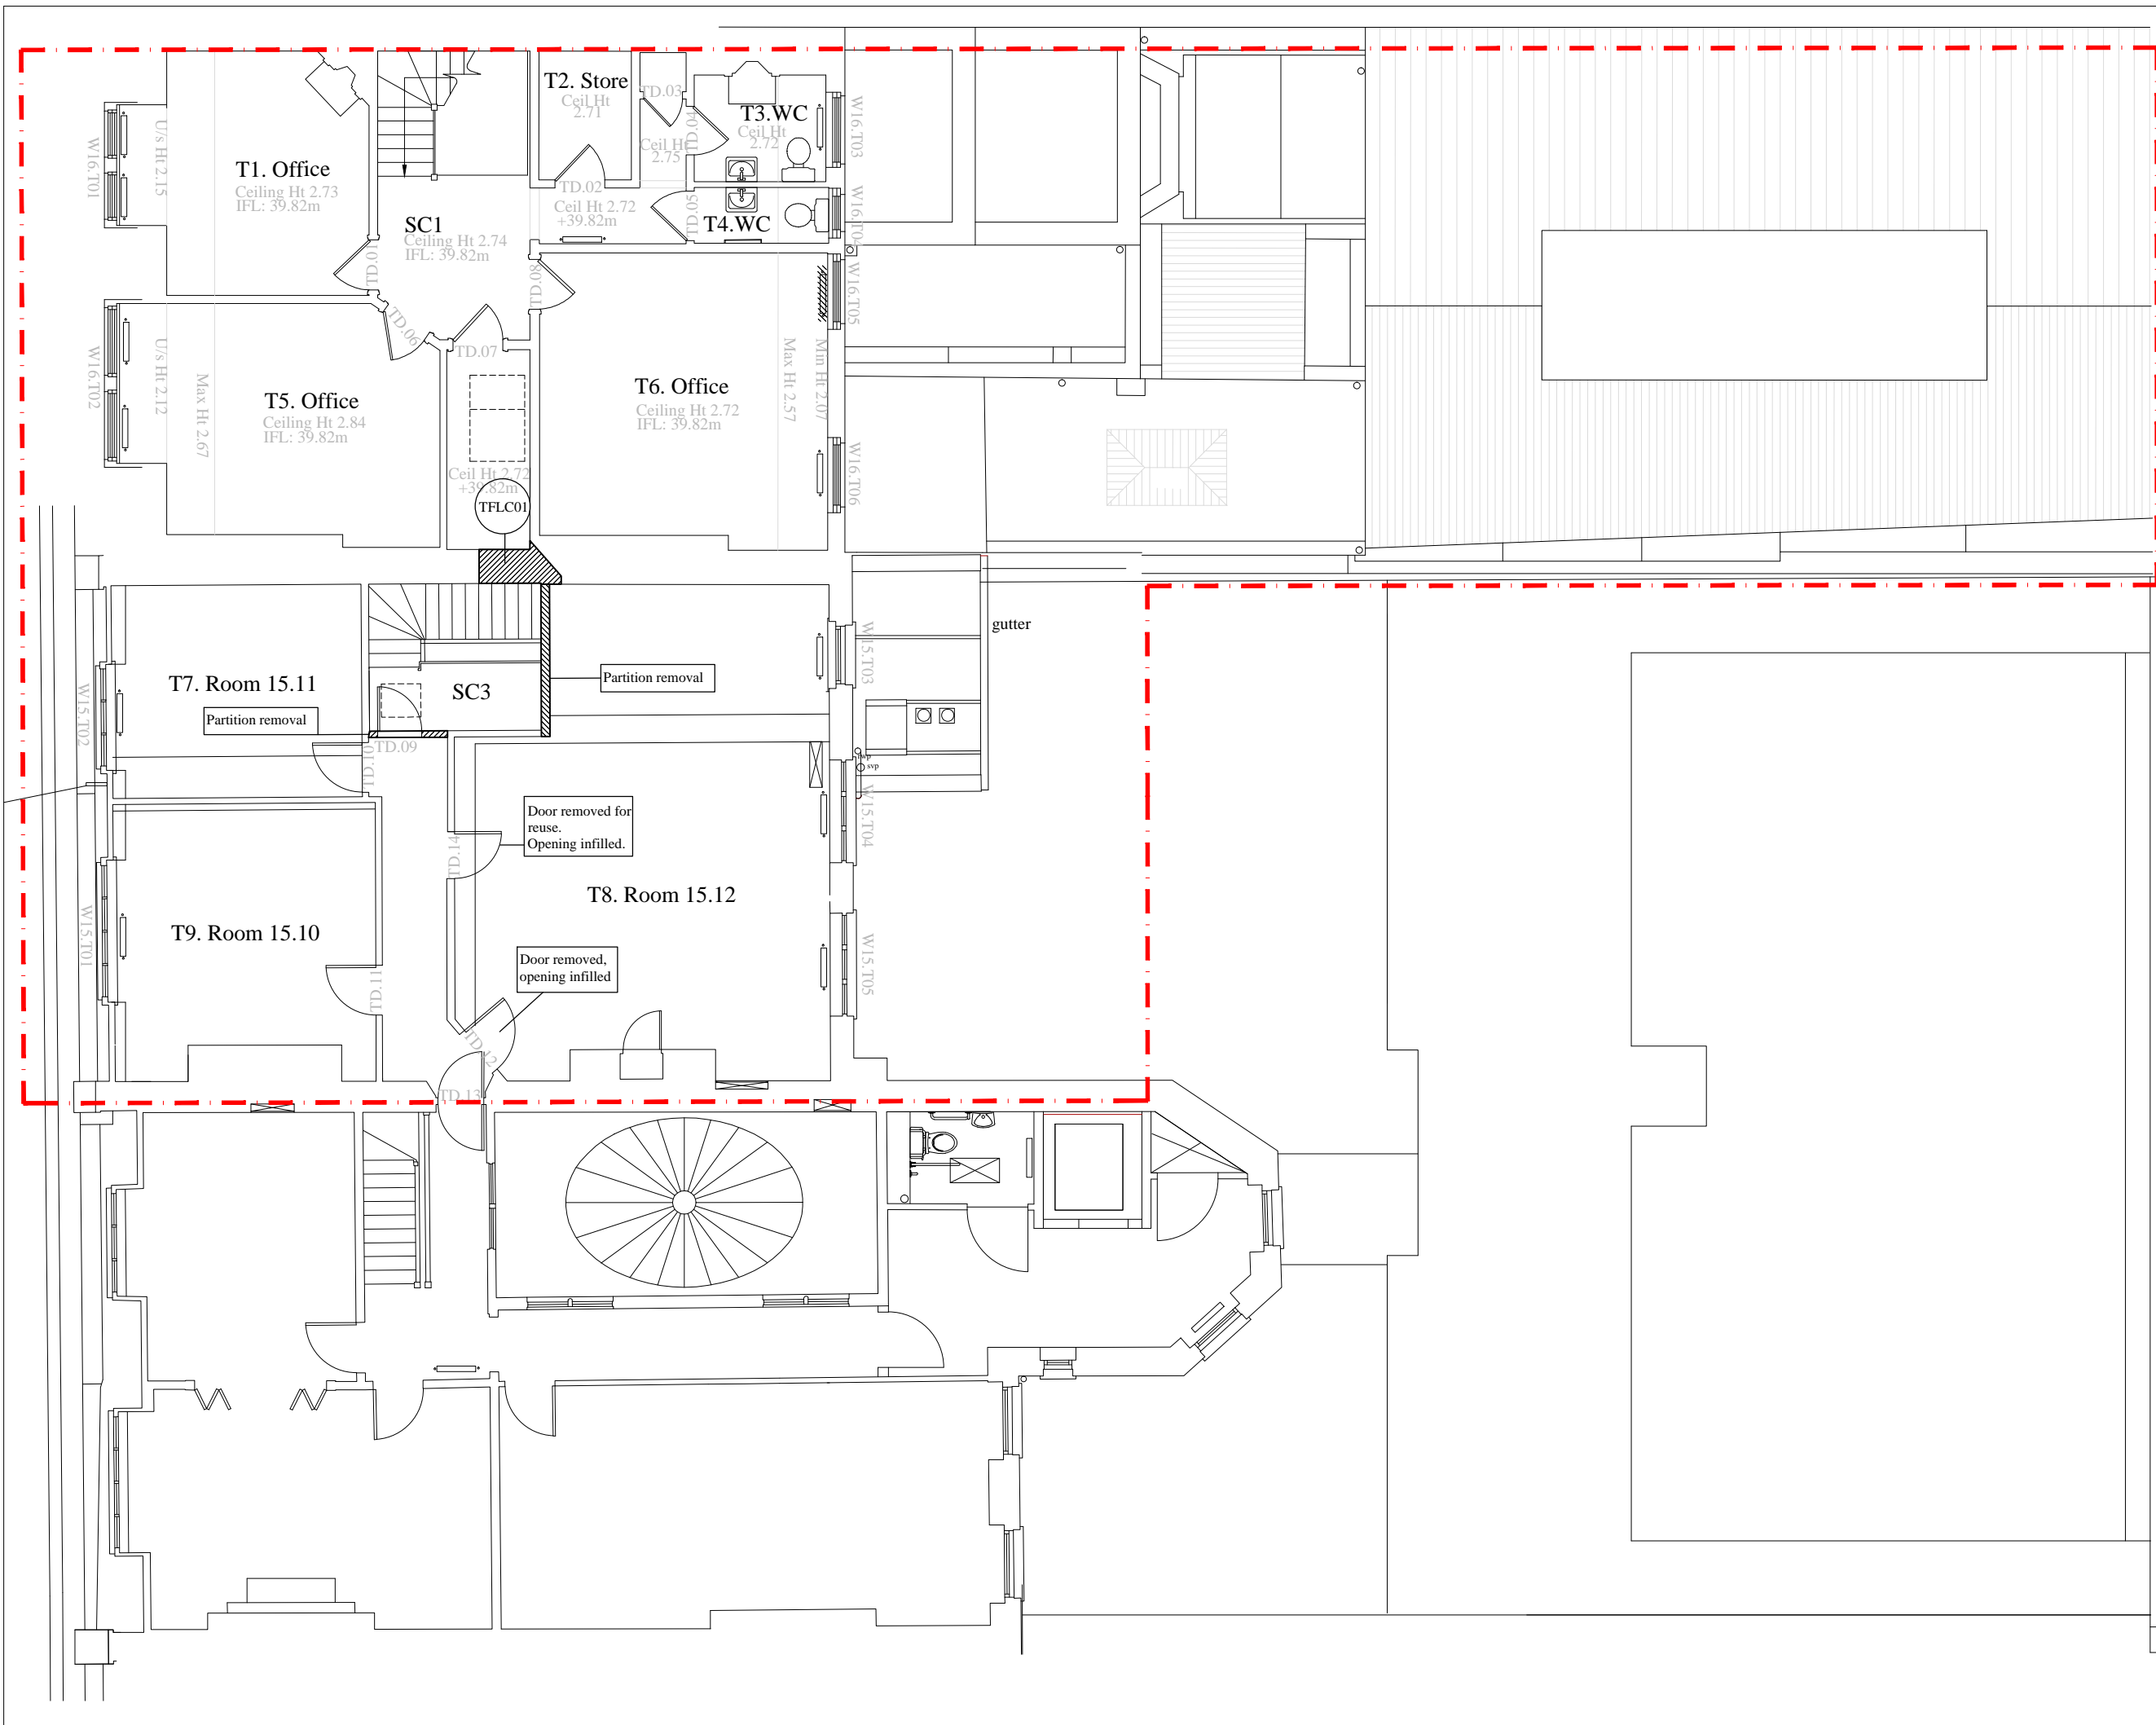 T1. Office
Ceiling Ht 2.73
IFL: 39.82m
W16.T01
U/s Ht 2.15
T2. Store
Ceil Ht
2.71
TD.03
Ceil Ht
2.75
TD.04
T3.WC
Ceil Ht
2.72
W16.T03
TD.02
Ceil Ht 2.72
+39.82m
TD.05
T4.WC
W16.T04
SC1
Ceiling Ht 2.74
IFL: 39.82m
TD.01
TD.08
W16.T05
TD.06
TD.07
W16.T02
U/s Ht 2.12
Max Ht 2.67
T5. Office
Ceiling Ht 2.84
IFL: 39.82m
T6. Office
Ceiling Ht 2.72
IFL: 39.82m
Max Ht 2.57
Min Ht 2.07
W16.T06
Ceil Ht 2.72
+39.82m
TFLC01
gutter
W15.T03
Partition removal
T7. Room 15.11
SC3
W15.T02
Partition removal
TD.09
TD.10
rwp
svp
W15.T04
Door removed for
reuse.
Opening infilled.
TD.14
T8. Room 15.12
T9. Room 15.10
W15.T01
Door removed,
opening infilled
W15.T05
TD.11
TD.12
TD.13